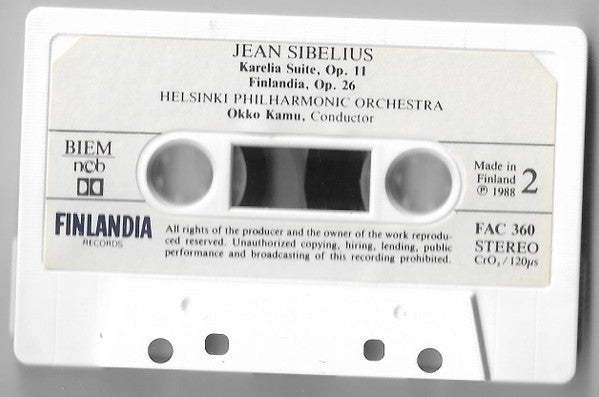 JEAN SIBELIUS
Karelia Suite, Op. 11
Finlandia, Op. 26
HELSINKI PHILHARMONIC ORCHESTRA
Okko Kamu, Conductor
BIEM
ncb
Made in
Finland
℗ 1988
2
FINLANDIA
RECORDS
All rights of the producer and the owner of the work reprodu-
ced reserved. Unauthorized copying, hiring, lending, public
performance and broadcasting of this recording prohibited.
FAC 360
STEREO
CrO₂/120μs